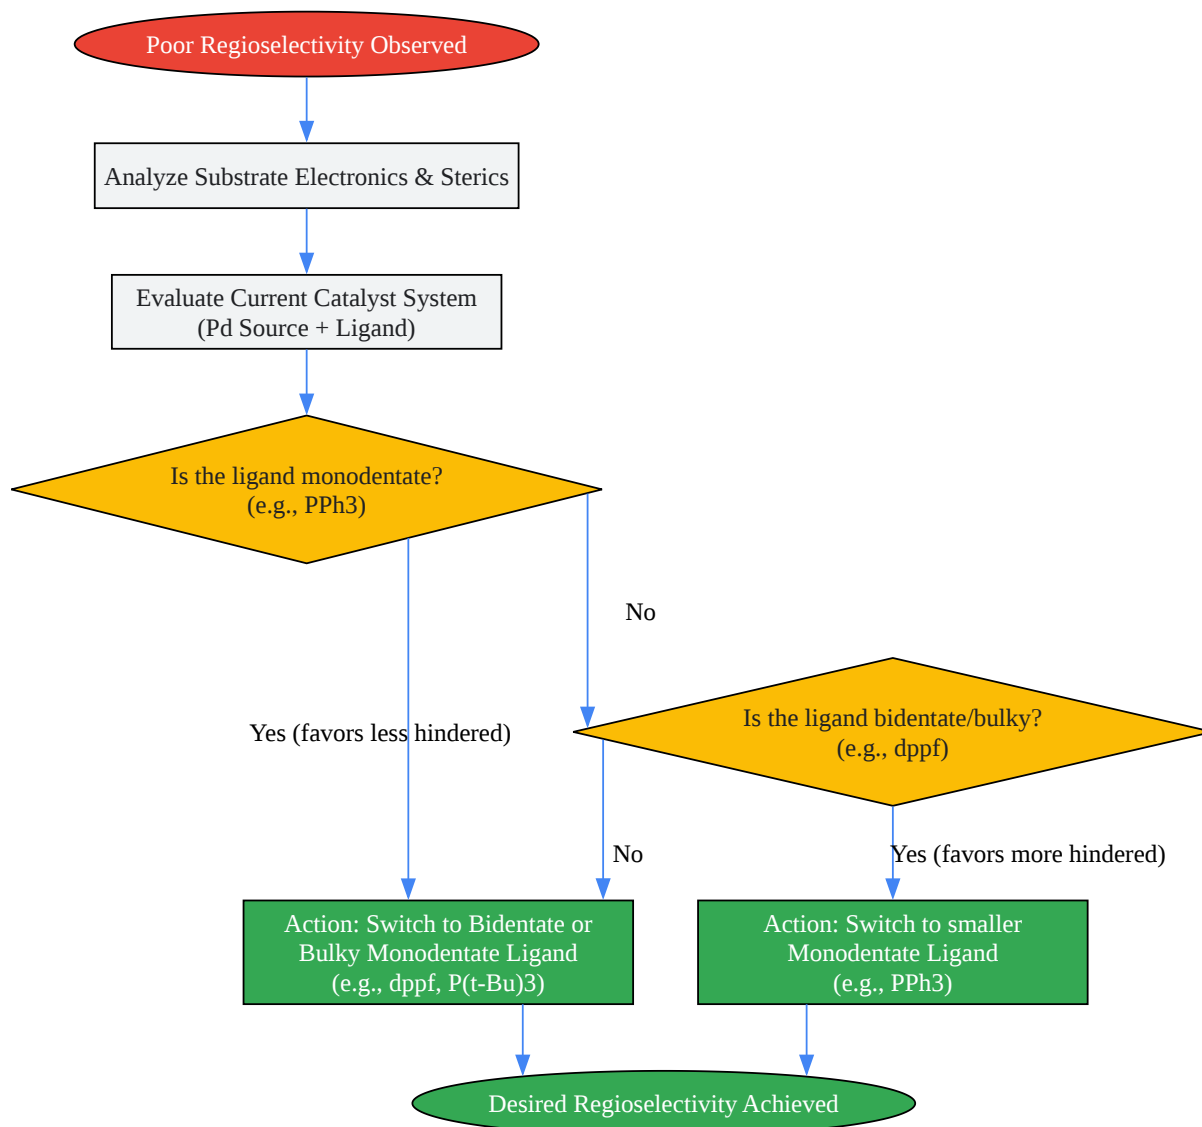 Poor Regioselectivity Observed
Analyze Substrate Electronics & Sterics
Evaluate Current Catalyst System
(Pd Source + Ligand)
Is the ligand monodentate?
(e.g., PPh3)
No
Is the ligand bidentate/bulky?
(e.g., dppf)
Yes (favors less hindered)
No
Yes (favors more hindered)
Action: Switch to Bidentate or
Bulky Monodentate Ligand
(e.g., dppf, P(t-Bu)3)
Action: Switch to smaller
Monodentate Ligand
(e.g., PPh3)
Desired Regioselectivity Achieved